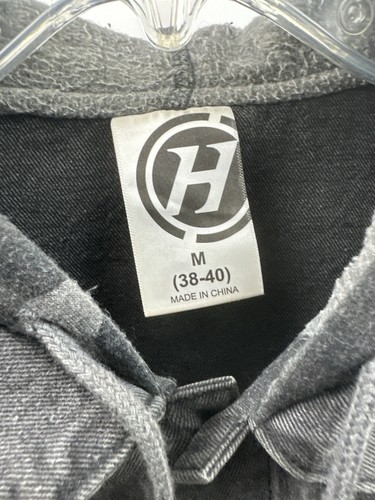 H
M
(38-40)
MADE IN CHINA